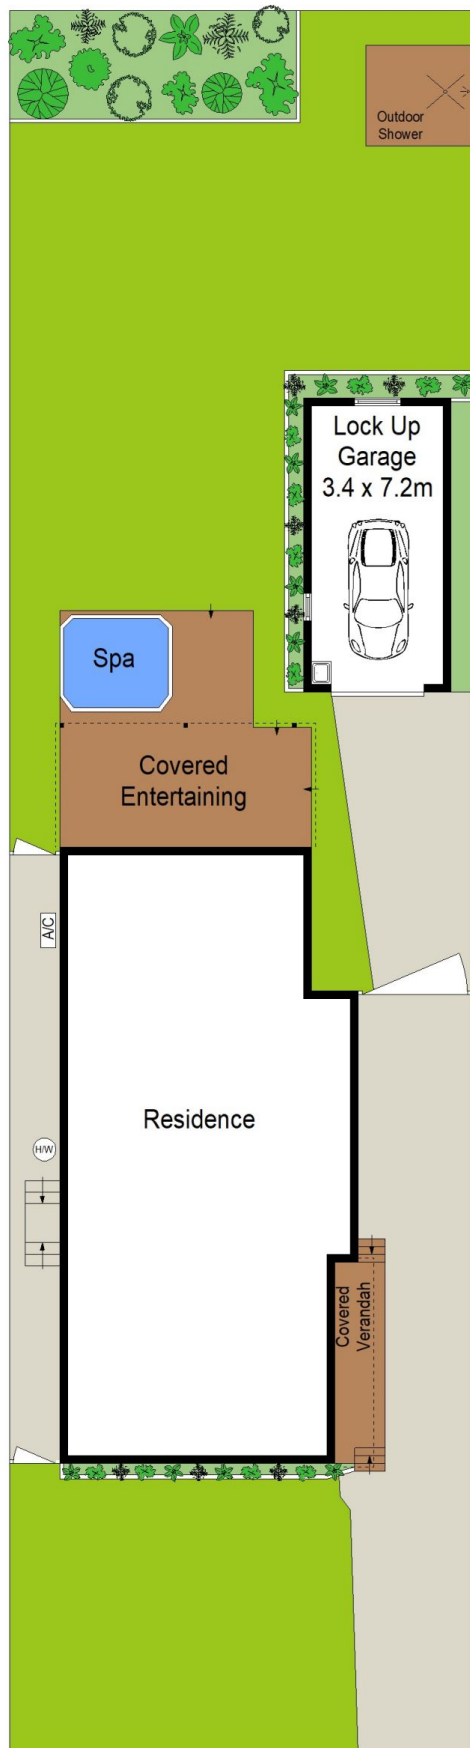 Outdoor
Shower
Lock Up
Garage
3.4 x 7.2m
Spa
Covered
Entertaining
A/C
Residence
H/W
Covered
Verandah